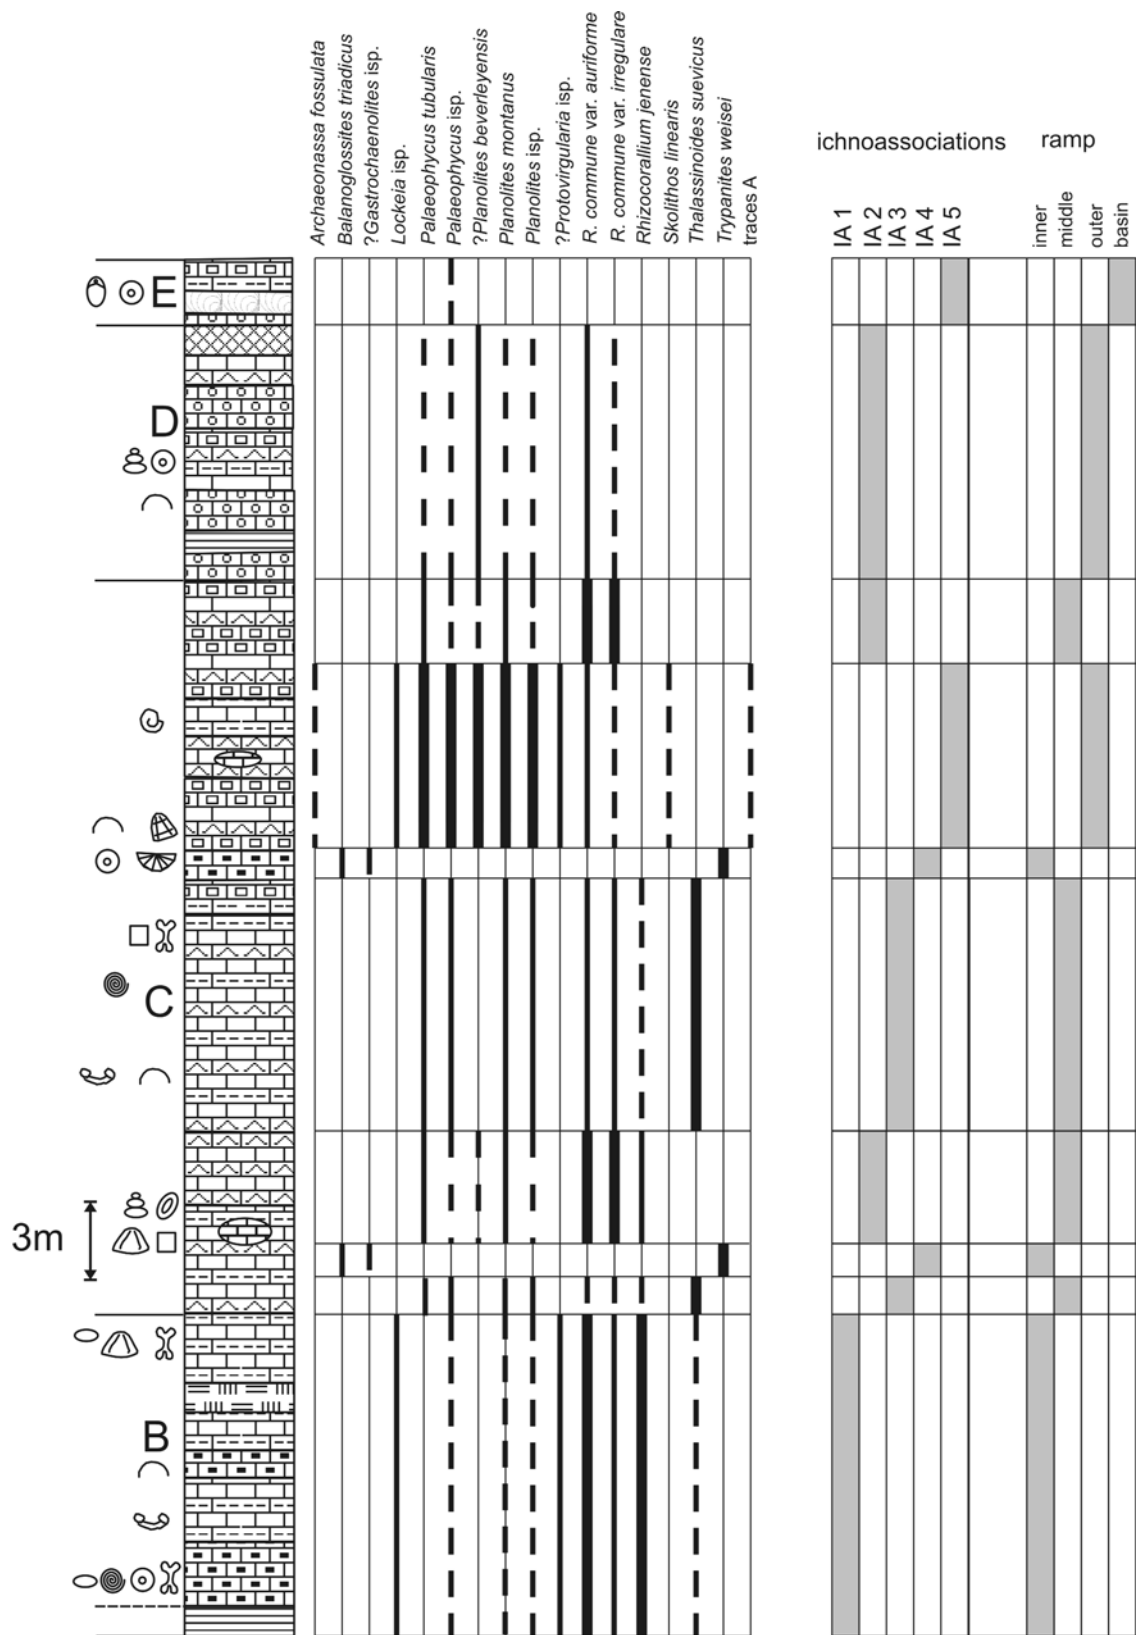 Archaeonassa fossulata
Balanoglossites triadicus
?Gastrochaenolites isp.
Lockeia isp.
Palaeophycus tubularis
Palaeophycus isp.
?Planolites beverleyensis
Planolites montanus
Planolites isp.
?Protovirgularia isp.
R. commune var. auriforme
R. commune var. irregulare
Rhizocorallium jenense
Skolithos linearis
Thalassinoides suevicus
Trypanites weisei
traces A
ichnoassociations
ramp
IA 1
IA 2
IA 3
IA 4
IA 5
inner
middle
outer
basin
E
D
C
3m
B